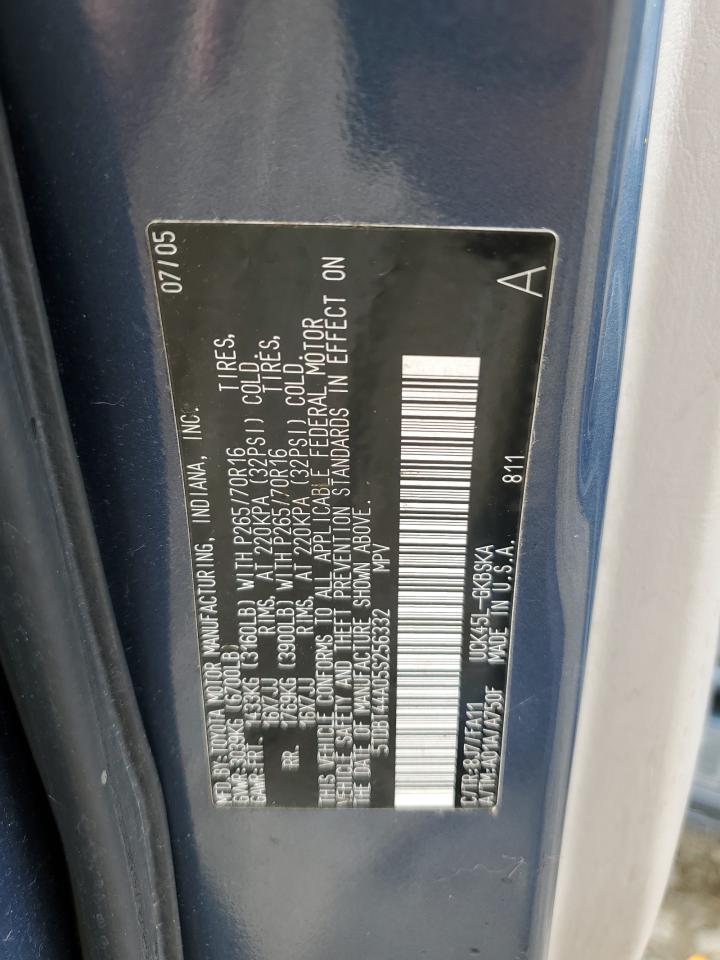 MFD. BY: TOYOTA MOTOR MANUFACTURING, INDIANA, INC. 07/05
GVWR: 3039KG (6700LB)
GAWR: FRT. 1433KG (3160LB) WITH P265/70R16 TIRES,
16X7JJ RIMS, AT 220KPA (32PSI) COLD.
RR. 1769KG (3900LB) WITH P265/70R16 TIRES,
16X7JJ RIMS, AT 220KPA (32PSI) COLD.
THIS VEHICLE CONFORMS TO ALL APPLICABLE FEDERAL MOTOR
VEHICLE SAFETY AND THEFT PREVENTION STANDARDS IN EFFECT ON
THE DATE OF MANUFACTURE SHOWN ABOVE.
5TDBT44A05S256332 MPV
C/TR: 8J7/FA11 UCK45L-GKBSKA 811
A/TM: A01A/A750F MADE IN U.S.A. A